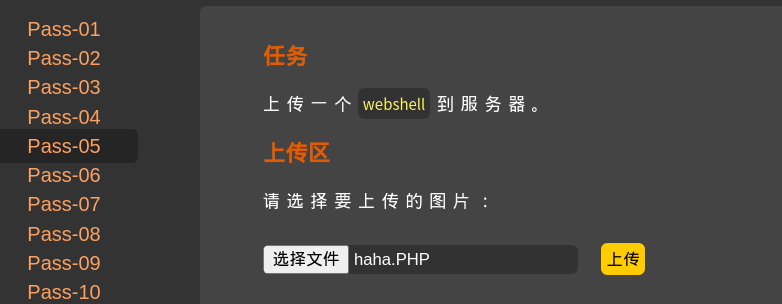 Pass-01
Pass-02
Pass-03
Pass-04
Pass-05
Pass-06
Pass-07
Pass-08
Pass-09
Pass-10
任务
上传一个 webshell 到服务器。
上传区
请选择要上传的图片：
选择文件 haha.PHP 上传